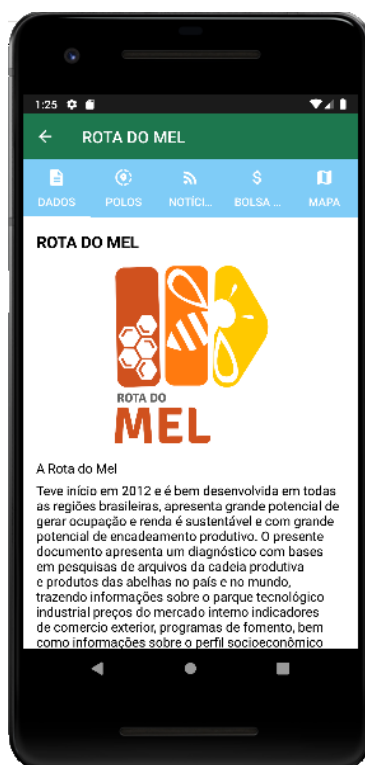 1:25
ROTA DO MEL
DADOS POLOS NOTÍCI... BOLSA ... MAPA
ROTA DO MEL
ROTA DO
MEL
A Rota do Mel
Teve início em 2012 e é bem desenvolvida em todas
as regiões brasileiras, apresenta grande potencial de
gerar ocupação e renda é sustentável e com grande
potencial de encadeamento produtivo. O presente
documento apresenta um diagnóstico com bases
em pesquisas de arquivos da cadeia produtiva
e produtos das abelhas no país e no mundo,
trazendo informações sobre o parque tecnológico
industrial preços do mercado interno indicadores
de comercio exterior, programas de fomento, bem
como informações sobre o perfil socioeconômico